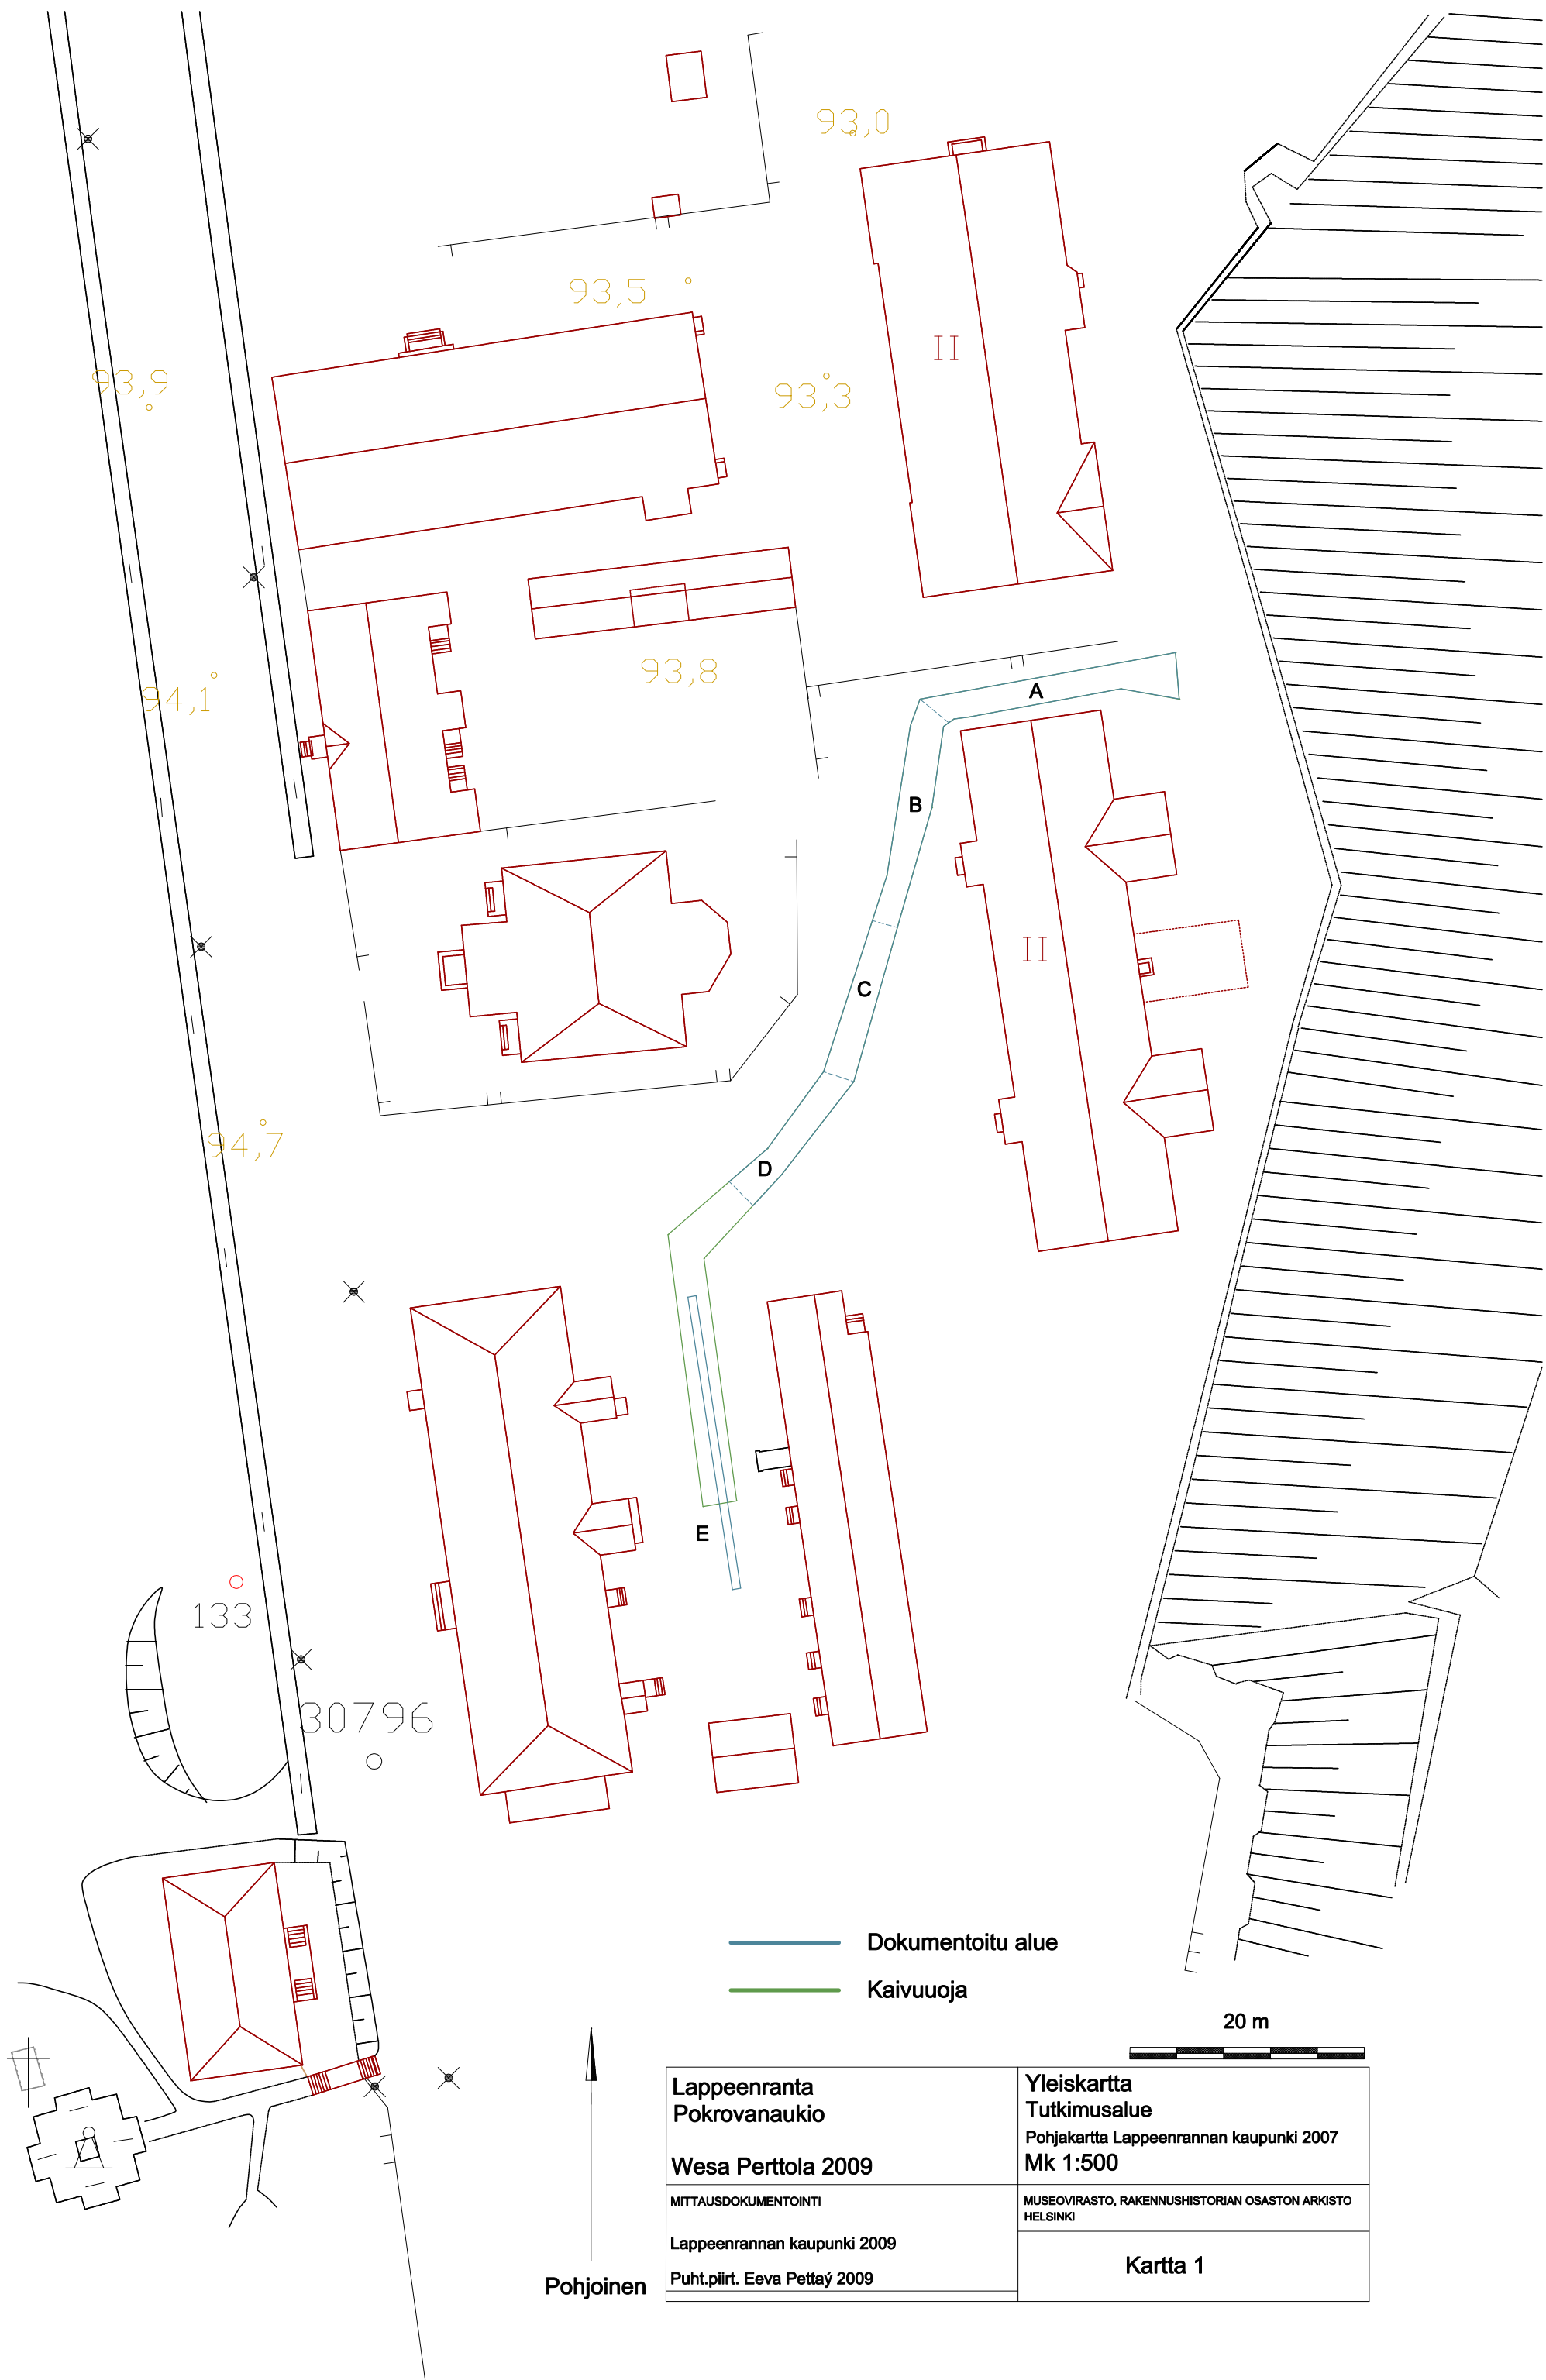 93,0
93,5
II
93,9
93,3
93,8
94,1
A
B
II
C
94,7
D
E
133
30796
Dokumentoitu alue
Kaivuuoja
20 m
Lappeenranta
Pokrovanaukio
Wesa Perttola 2009
Yleiskartta
Tutkimusalue
Pohjakartta Lappeenrannan kaupunki 2007
Mk 1:500
MITTAUSDOKUMENTOINTI
Lappeenrannan kaupunki 2009
Puht.piirt. Eeva Pettaý 2009
MUSEOVIRASTO, RAKENNUSHISTORIAN OSASTON ARKISTO
HELSINKI
Kartta 1
Pohjoinen